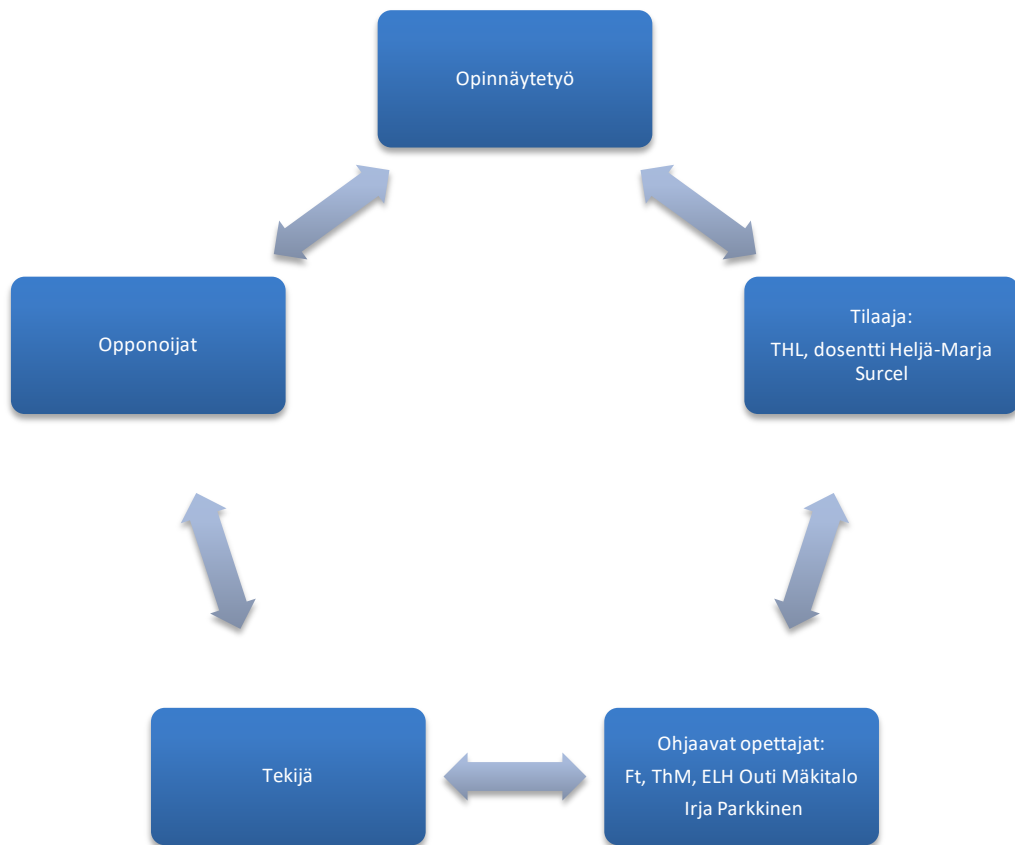 Opinnäytetyö
Opponoijat
Tilaaja:
THL, dosentti Heljä-Marja
Surcel
Tekijä
Ohjaavat opettajat:
Ft, ThM, ELH Outi Mäkitalo
Irja Parkkinen